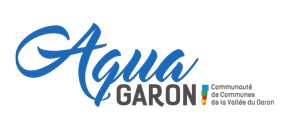 Aqua
GARON
Communauté
de Communes
de la Vallée du Garon